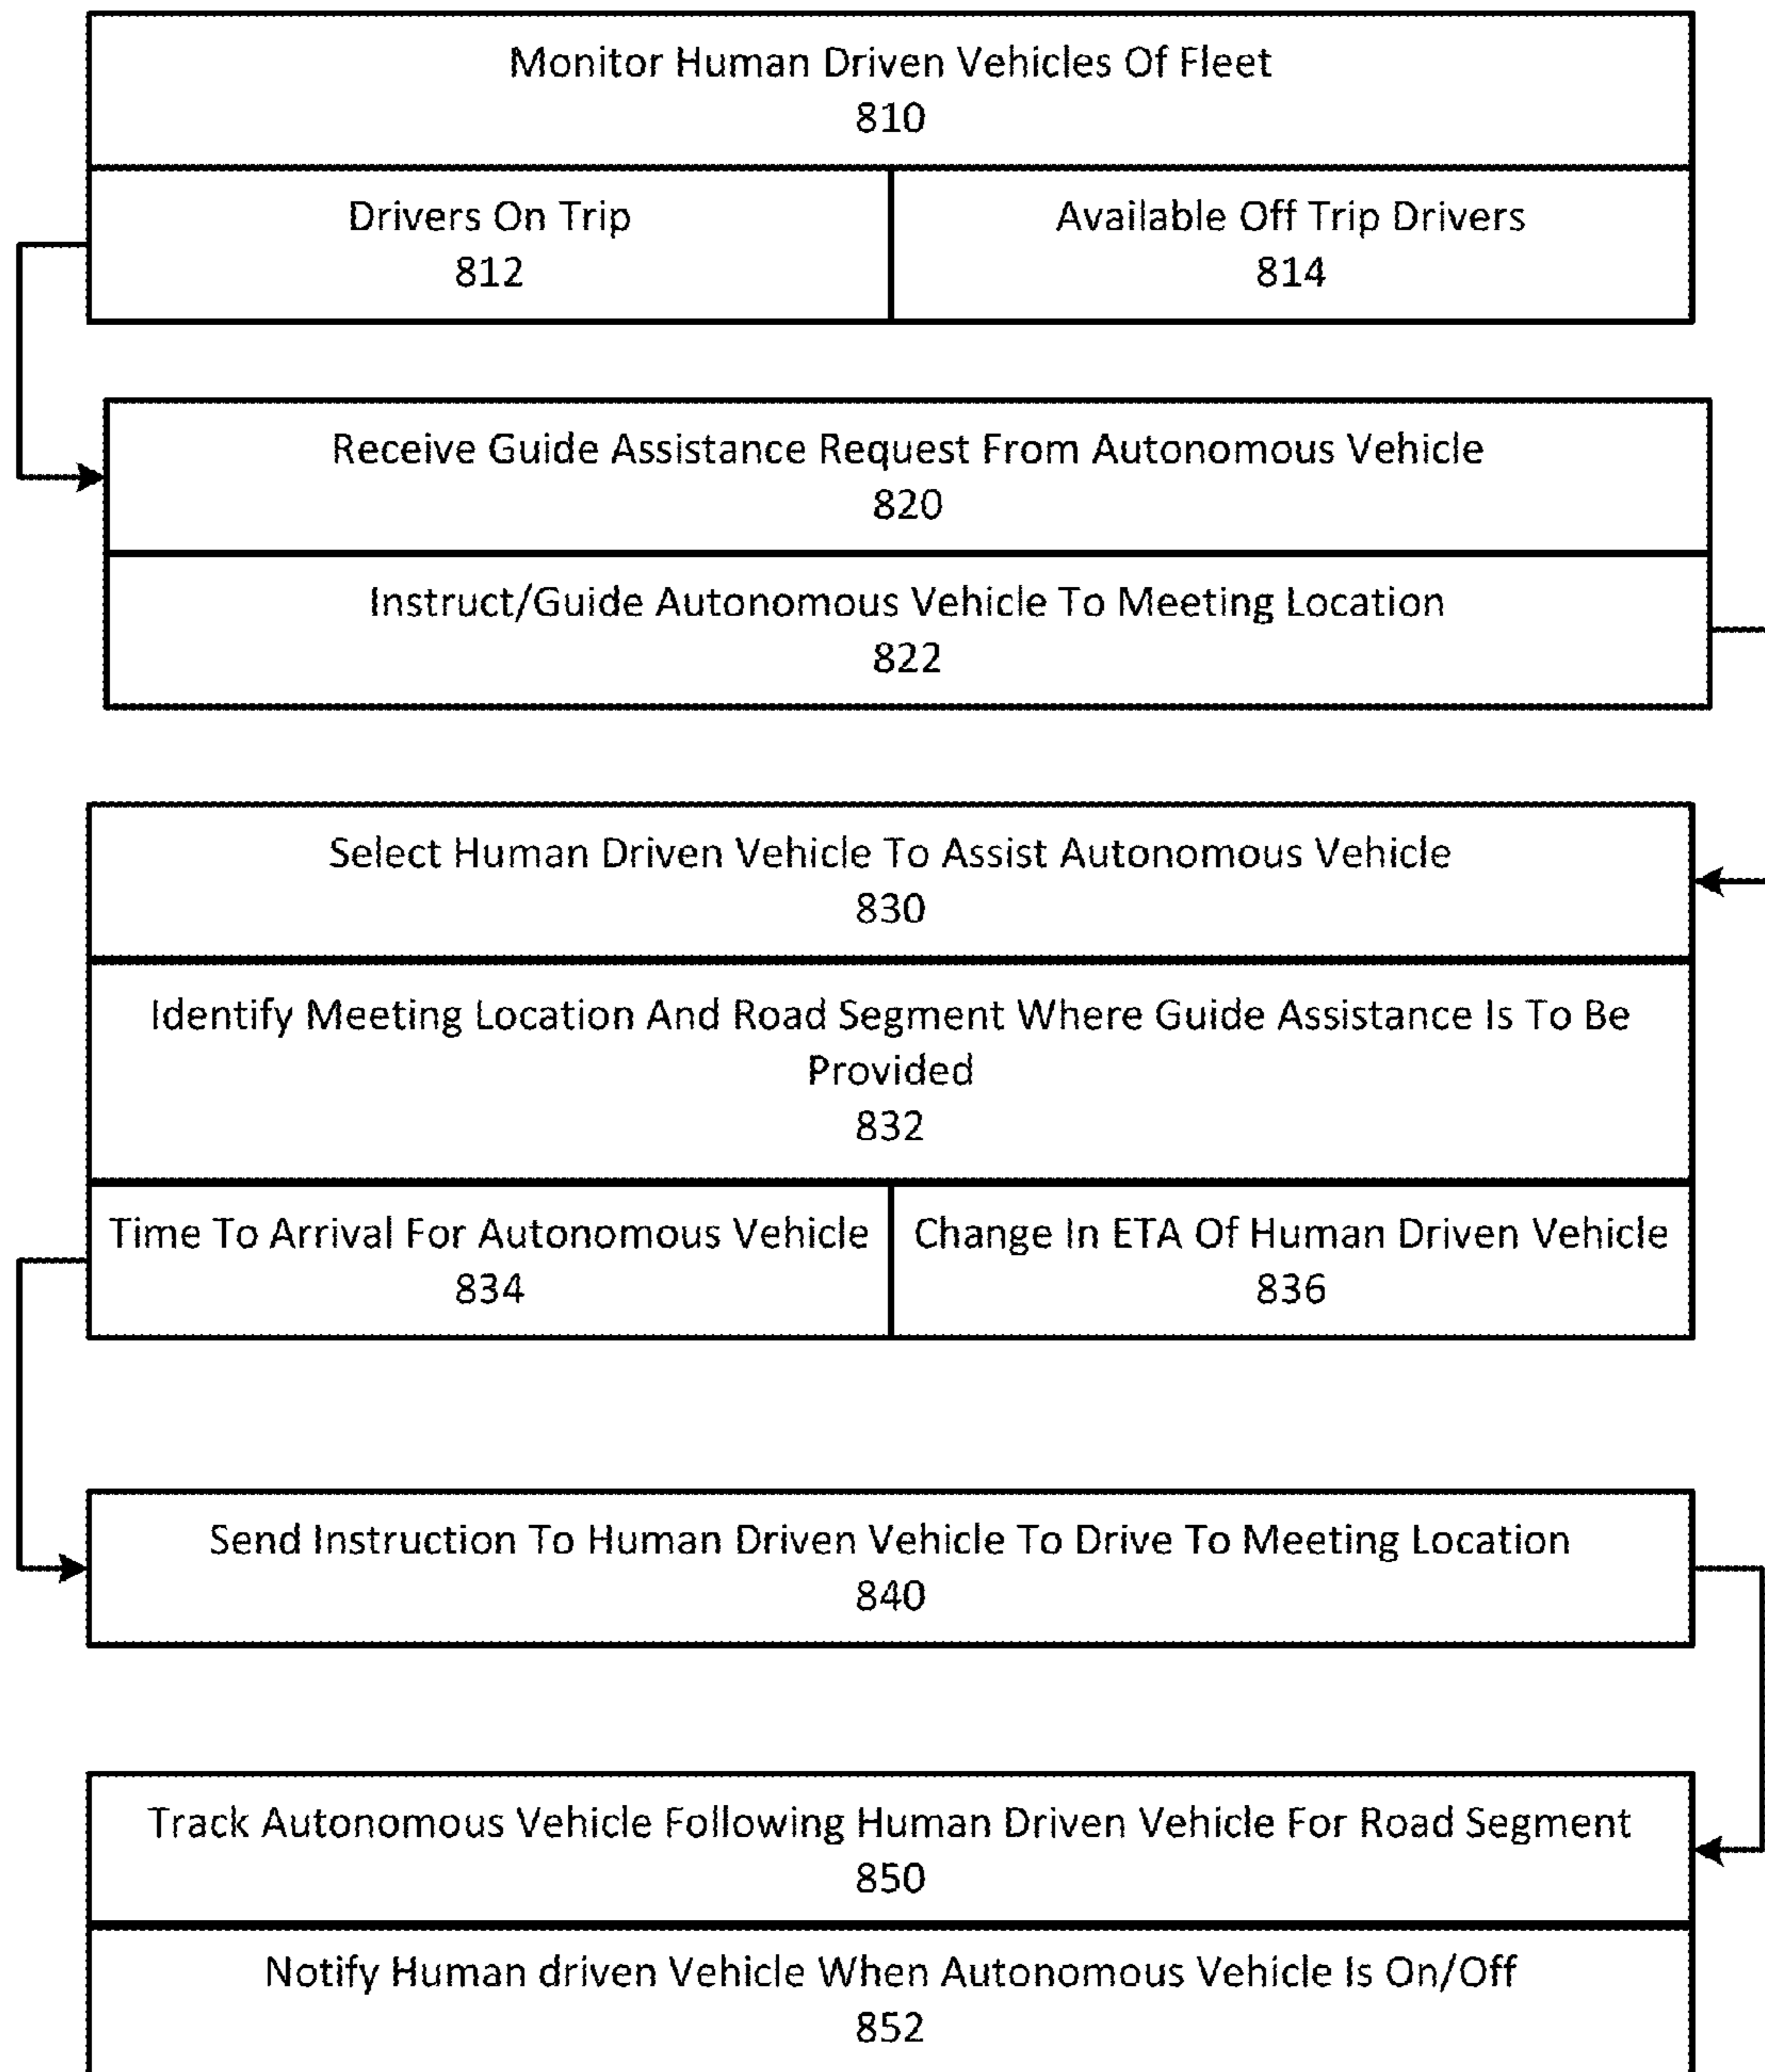 Monitor Human Driven Vehicles Of Fleet
810
Drivers On Trip
812
Available Off Trip Drivers
814
Receive Guide Assistance Request From Autonomous Vehicle
820
Instruct/Guide Autonomous Vehicle To Meeting Location
822
Select Human Driven Vehicle To Assist Autonomous Vehicle
830
Identify Meeting Location And Road Segment Where Guide Assistance Is To Be
Provided
832
Time To Arrival For Autonomous Vehicle
834
Change In ETA Of Human Driven Vehicle
836
Send Instruction To Human Driven Vehicle To Drive To Meeting Location
840
Track Autonomous Vehicle Following Human Driven Vehicle For Road Segment
850
Notify Human driven Vehicle When Autonomous Vehicle Is On/Off
852